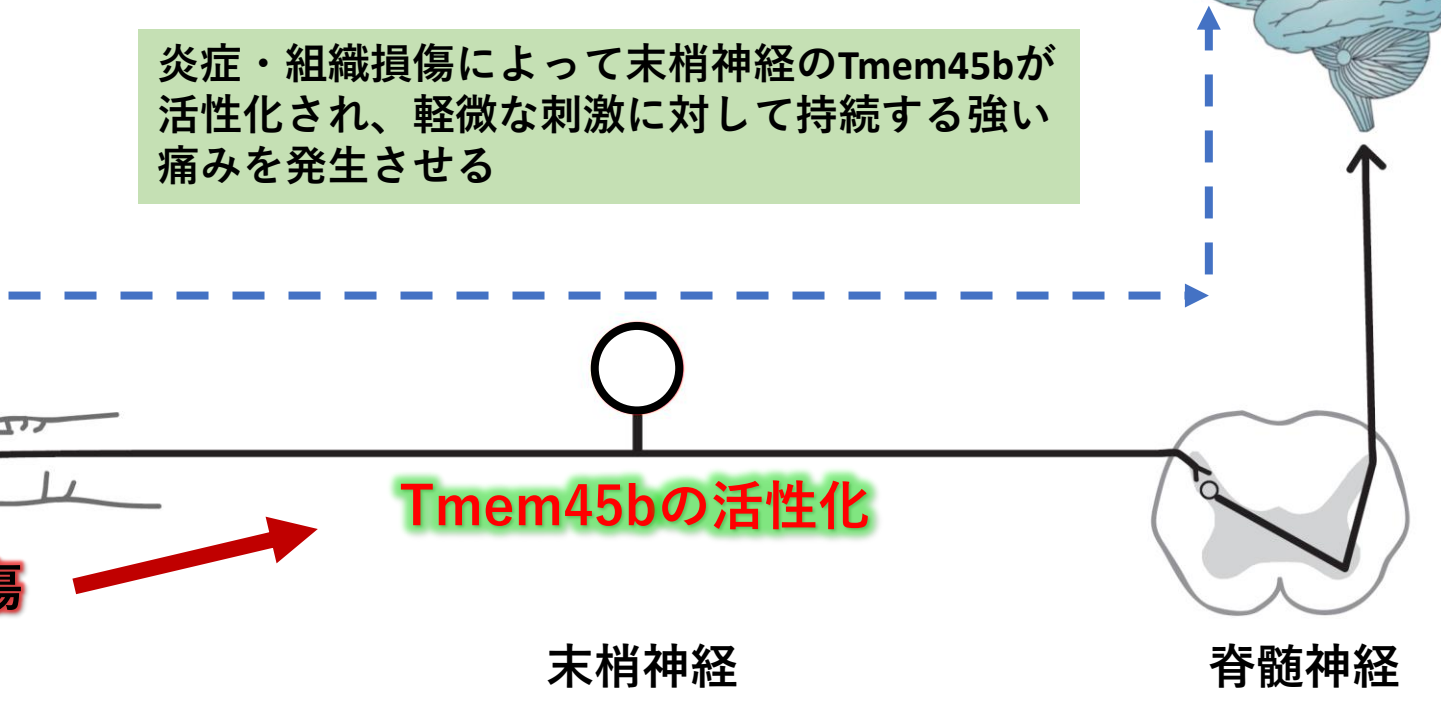 炎症・組織損傷によって末梢神経のTmem45bが
活性化され、軽微な刺激に対して持続する強い
痛みを発生させる
Tmem45bの活性化
傷
末梢神経
脊髄神経